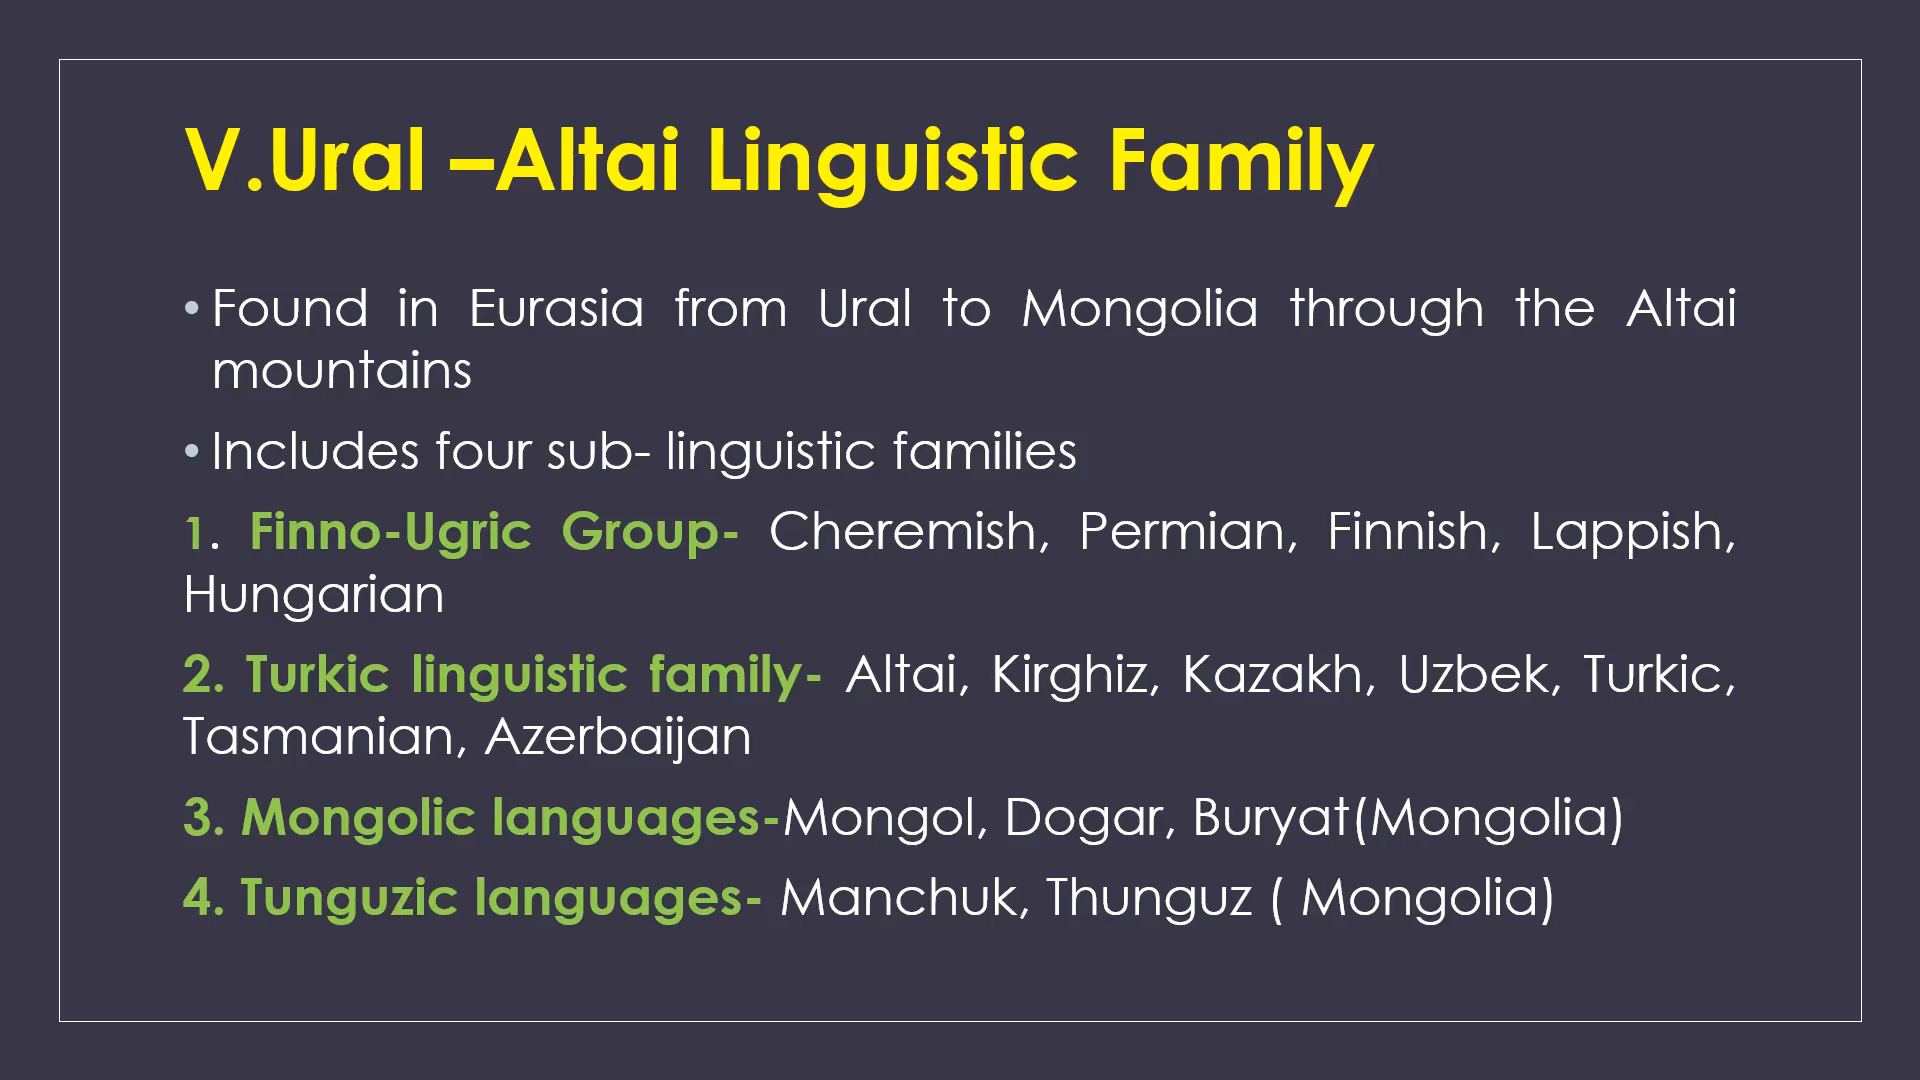 V.Ural –Altai Linguistic Family
• Found in Eurasia from Ural to Mongolia through the Altai
mountains
• Includes four sub- linguistic families
1. Finno-Ugric Group- Cheremish, Permian, Finnish, Lappish,
Hungarian
2. Turkic linguistic family- Altai, Kirghiz, Kazakh, Uzbek, Turkic,
Tasmanian, Azerbaijan
3. Mongolic languages-Mongol, Dogar, Buryat(Mongolia)
4. Tunguzic languages- Manchuk, Thunguz ( Mongolia)